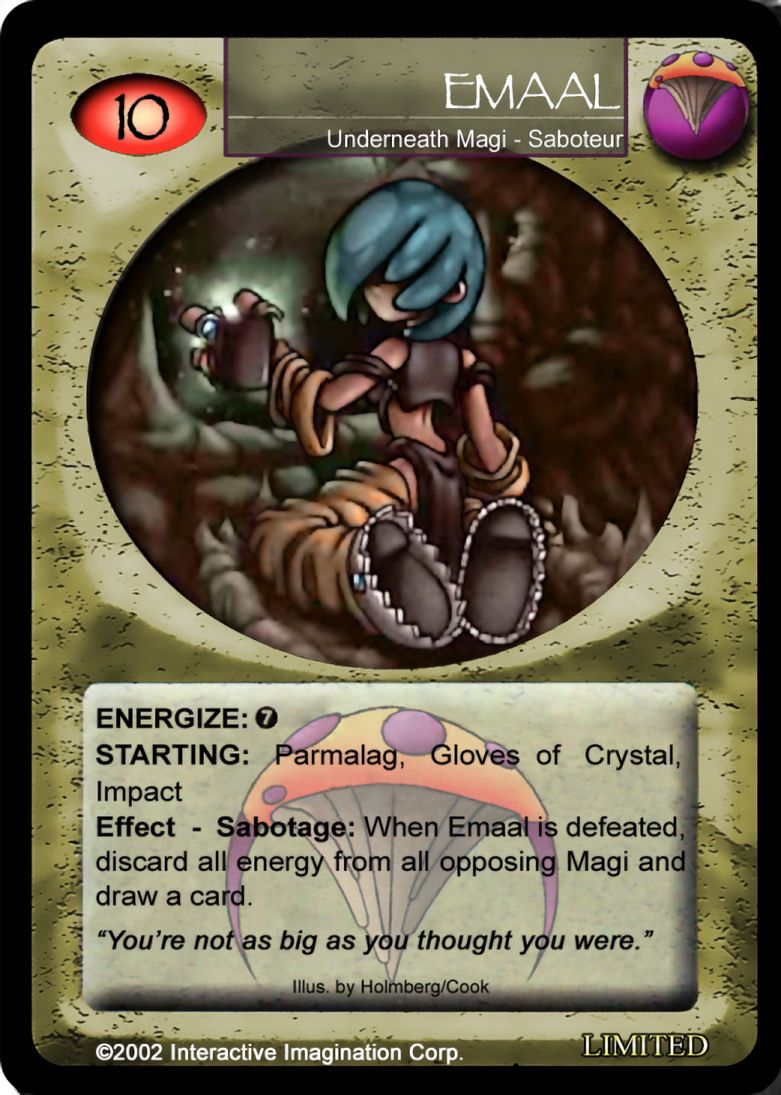 10
EMAAL
Underneath Magi - Saboteur
ENERGIZE: 7
STARTING: Parmalag, Gloves of Crystal,
Impact
Effect - Sabotage: When Emaal is defeated,
discard all energy from all opposing Magi and
draw a card.
“You’re not as big as you thought you were.”
Illus. by Holmberg/Cook
©2002 Interactive Imagination Corp.
LIMITED